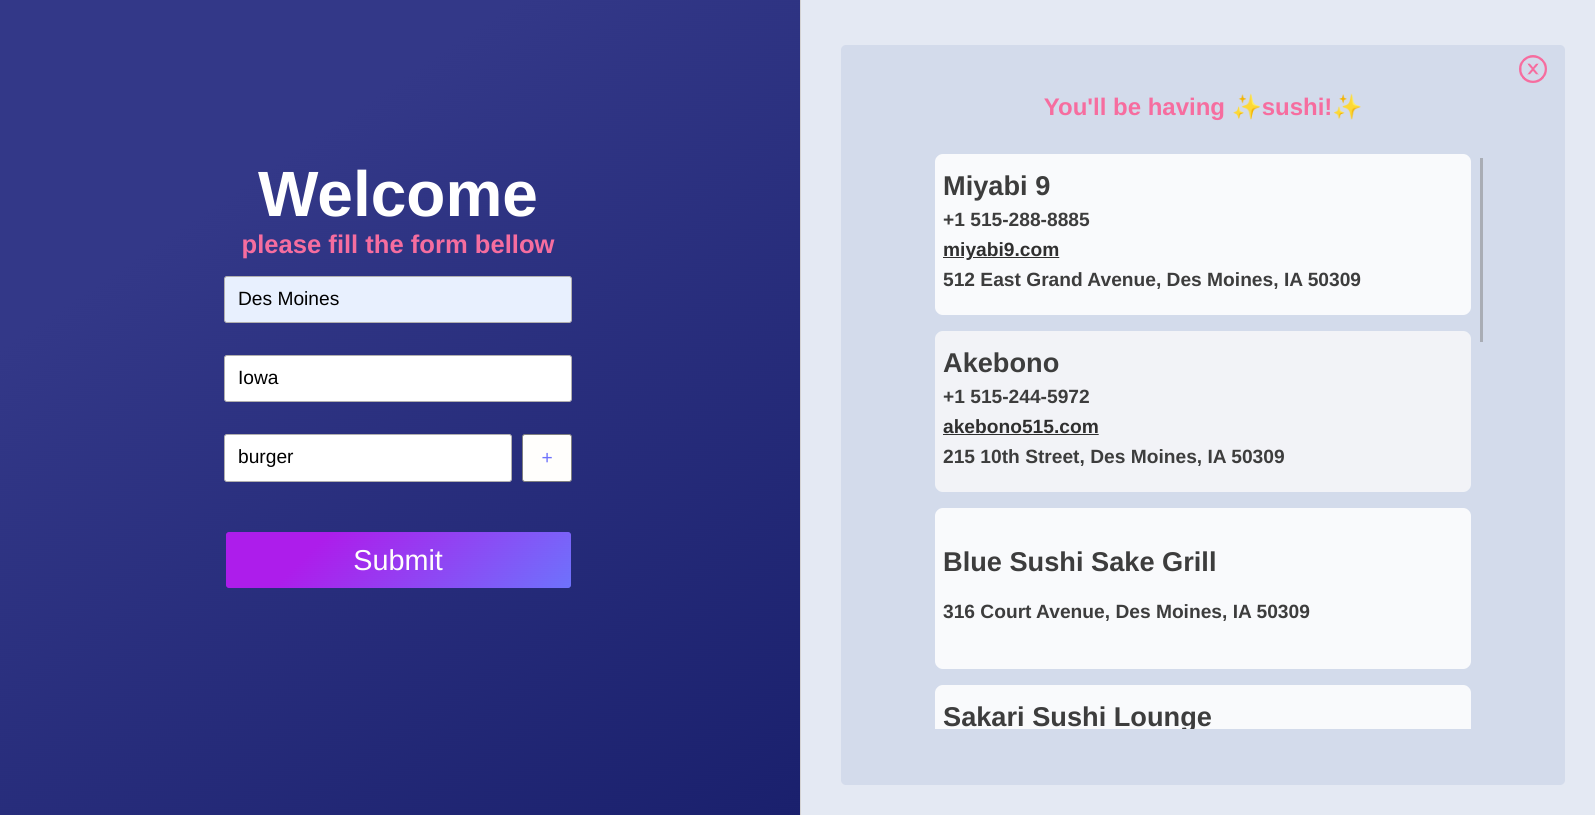 Welcome
please fill the form bellow
Des Moines
Iowa
burger
+
Submit
You'll be having ✨sushi!✨
Miyabi 9
+1 515-288-8885
miyabi9.com
512 East Grand Avenue, Des Moines, IA 50309
Akebono
+1 515-244-5972
akebono515.com
215 10th Street, Des Moines, IA 50309
Blue Sushi Sake Grill
316 Court Avenue, Des Moines, IA 50309
Sakari Sushi Lounge